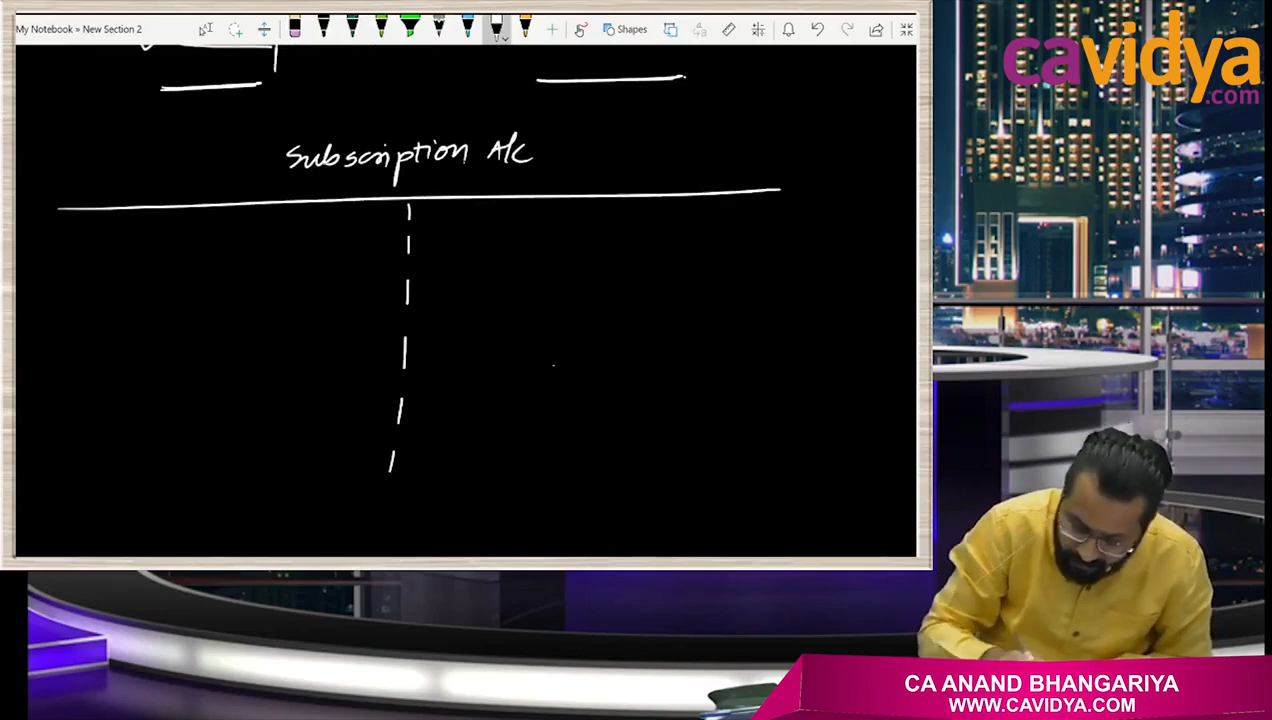 My Notebook » New Section 2
Shapes
cavidya
.com
Subscription A/c
CA ANAND BHANGARIYA
WWW.CAVIDYA.COM